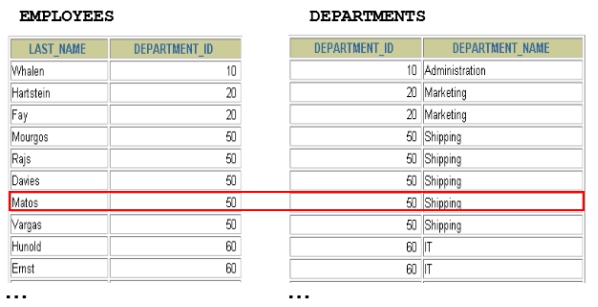 EMPLOYEES DEPARTMENTS
LAST_NAME DEPARTMENT_ID DEPARTMENT_ID DEPARTMENT_NAME
Whalen 10 10 Administration
Hartstein 20 20 Marketing
Fay 20 20 Marketing
Mourgos 50 50 Shipping
Rajs 50 50 Shipping
Davies 50 50 Shipping
Matos 50 50 Shipping
Vargas 50 50 Shipping
Hunold 60 60 IT
Ernst 60 60 IT
... ...